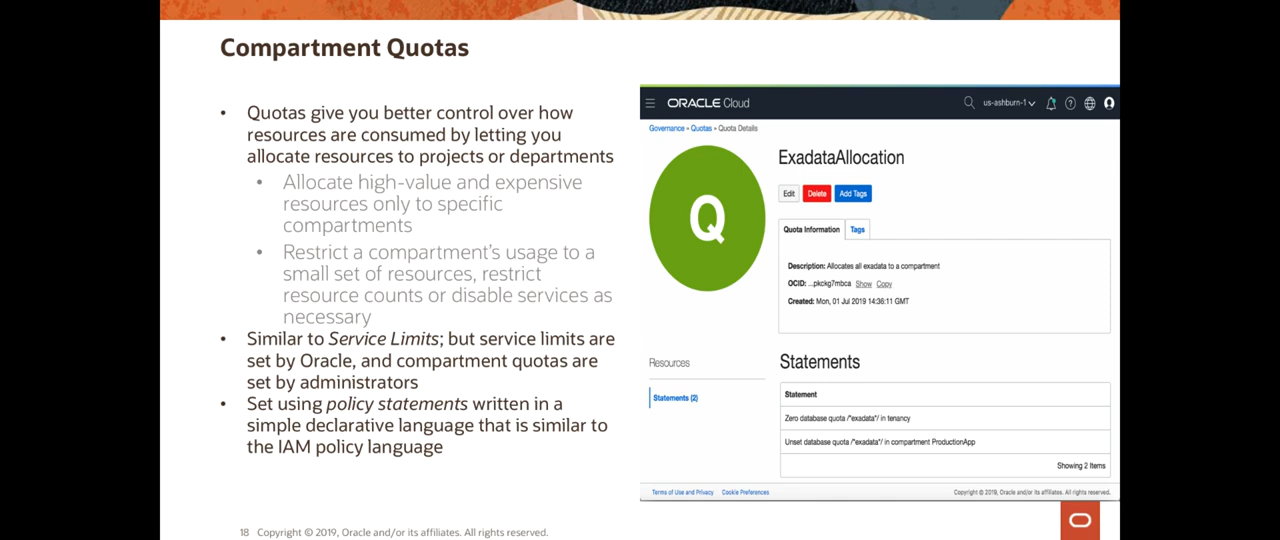 Compartment Quotas
• Quotas give you better control over how
resources are consumed by letting you
allocate resources to projects or departments
• Allocate high-value and expensive
resources only to specific
compartments
• Restrict a compartment's usage to a
small set of resources, restrict
resource counts or disable services as
necessary
• Similar to Service Limits; but service limits are
set by Oracle, and compartment quotas are
set by administrators
• Set using policy statements written in a
simple declarative language that is similar to
the IAM policy language
ORACLE Cloud
us-ashburn-1
Governance » Quotas » Quota Details
Q
ExadataAllocation
Edit Delete Add Tags
Quota Information Tags
Description: Allocates all exadata to a compartment
OCID: ...pkckg7mbca Show Copy
Created: Mon, 01 Jul 2019 14:36:11 GMT
Resources
Statements (2)
Statements
Statement
Zero database quota /*exadata*/ in tenancy
Unset database quota /*exadata*/ in compartment ProductionApp
Showing 2 Items
Terms of Use and Privacy Cookie Preferences
Copyright © 2019, Oracle and/or its affiliates. All rights reserved.
18 Copyright © 2019, Oracle and/or its affiliates. All rights reserved.